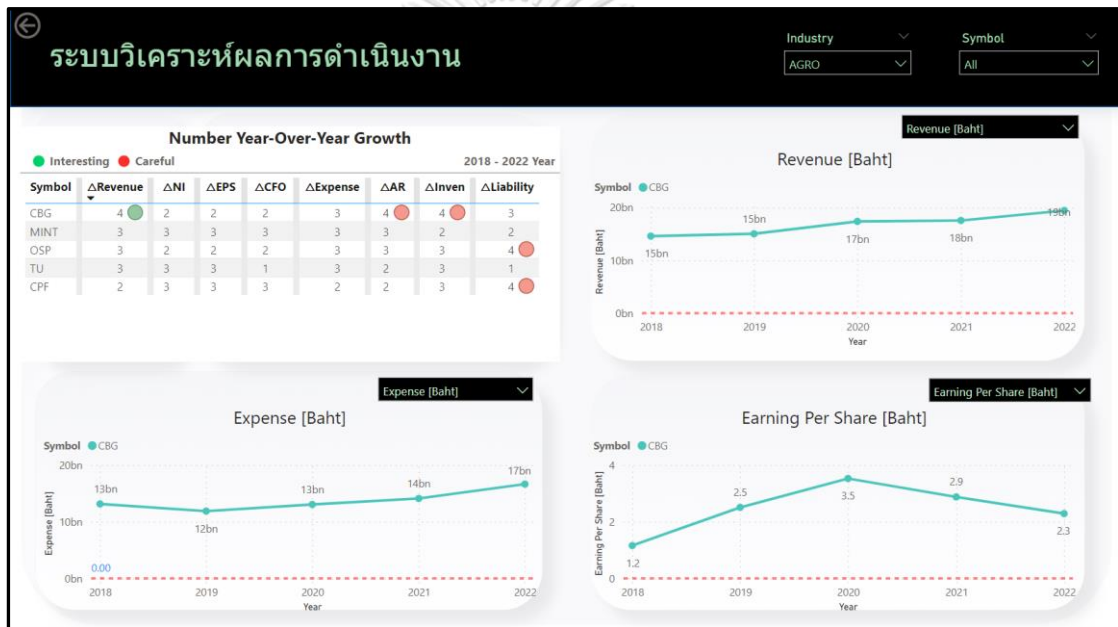 ระบบวิเคราะห์ผลการดำเนินงาน
Industry
AGRO
Symbol
All
Number Year-Over-Year Growth
Interesting Careful 2018 - 2022 Year
Symbol △Revenue △NI △EPS △CFO △Expense △AR △Inven △Liability
CBG 4 2 2 2 3 4 4 3
MINT 3 3 3 3 3 3 2 2
OSP 3 2 2 2 3 3 3 4
TU 3 3 3 1 3 2 3 1
CPF 2 3 3 3 2 2 3 4
Revenue [Baht]
Revenue [Baht]
Symbol CBG
Revenue [Baht]
20bn
10bn
0bn
15bn
15bn
17bn
18bn
19bn
2018 2019 2020 2021 2022
Year
Expense [Baht]
Expense [Baht]
Symbol CBG
Expense [Baht]
20bn
10bn
0bn
13bn
12bn
13bn
14bn
17bn
0.00
2018 2019 2020 2021 2022
Year
Earning Per Share [Baht]
Earning Per Share [Baht]
Symbol CBG
Earning Per Share [Baht]
4
2
0
1.2
2.5
3.5
2.9
2.3
2018 2019 2020 2021 2022
Year